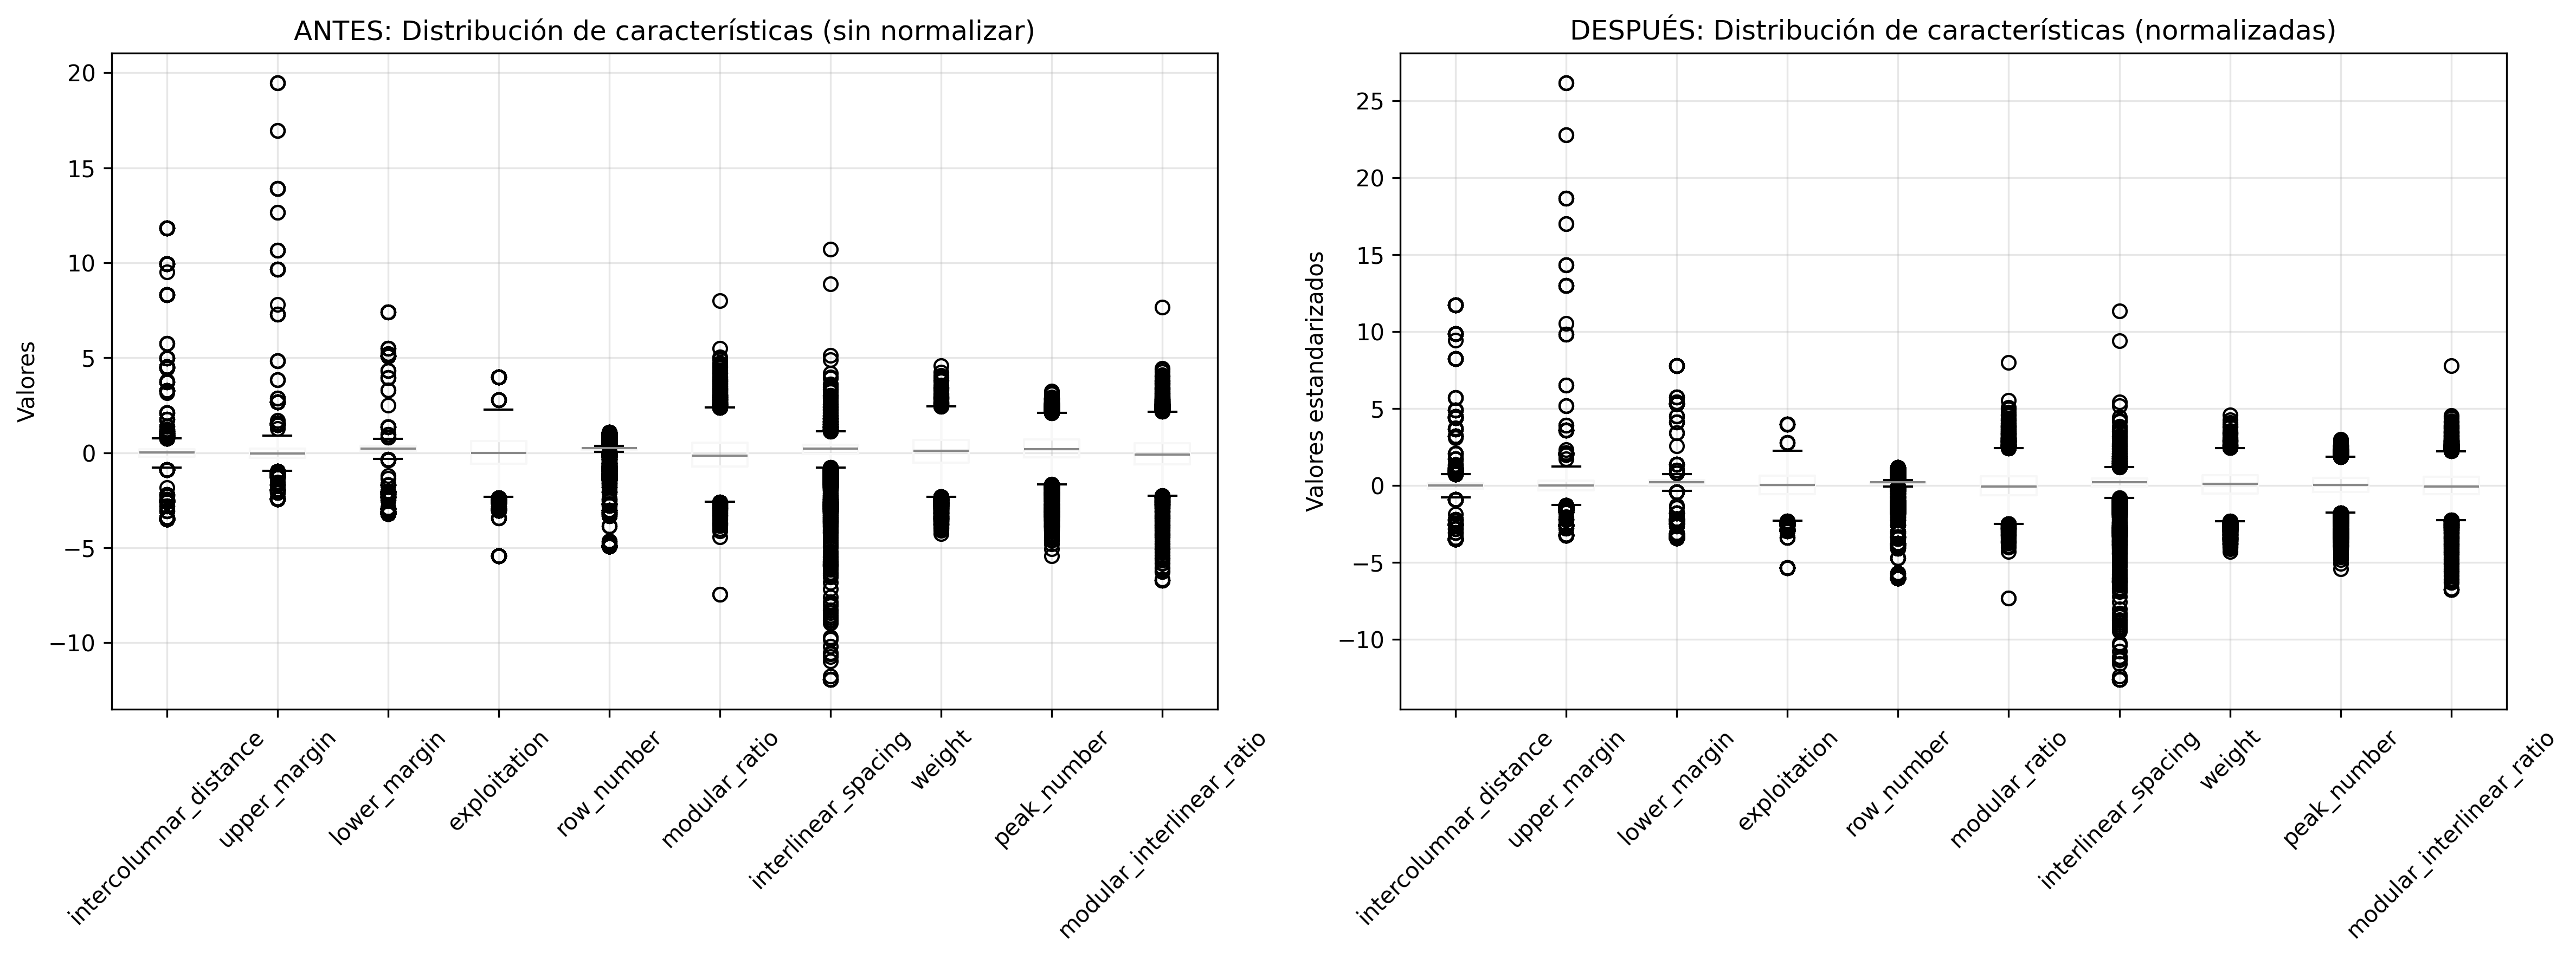 ANTES: Distribución de características (sin normalizar)
Valores
20
15
10
5
0
−5
−10
intercolumnar_distance
upper_margin
lower_margin
exploitation
row_number
modular_ratio
interlinear_spacing
weight
peak_number
modular_interlinear_ratio
DESPUÉS: Distribución de características (normalizadas)
Valores estandarizados
25
20
15
10
5
0
−5
−10
intercolumnar_distance
upper_margin
lower_margin
exploitation
row_number
modular_ratio
interlinear_spacing
weight
peak_number
modular_interlinear_ratio